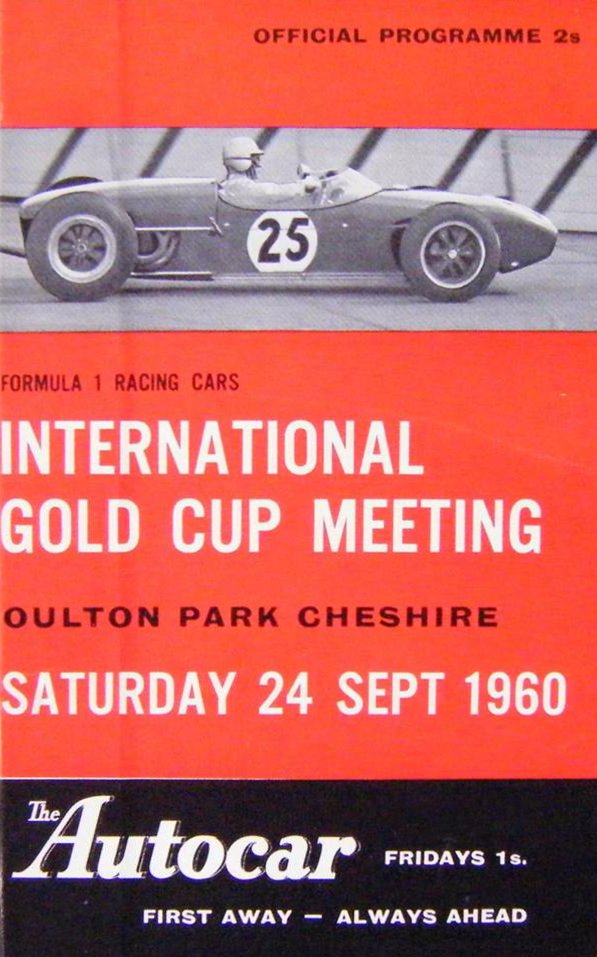 OFFICIAL PROGRAMME 2s
25
FORMULA 1 RACING CARS
INTERNATIONAL
GOLD CUP MEETING
OULTON PARK CHESHIRE
SATURDAY 24 SEPT 1960
The Autocar FRIDAYS 1s.
FIRST AWAY — ALWAYS AHEAD